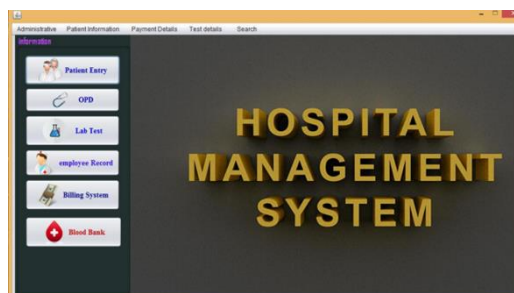 Administrative Patient Information Payment Details Test details Search
Information
Patient Entry
OPD
Lab Test
employee Record
Billing System
Blood Bank
HOSPITAL
MANAGEMENT
SYSTEM